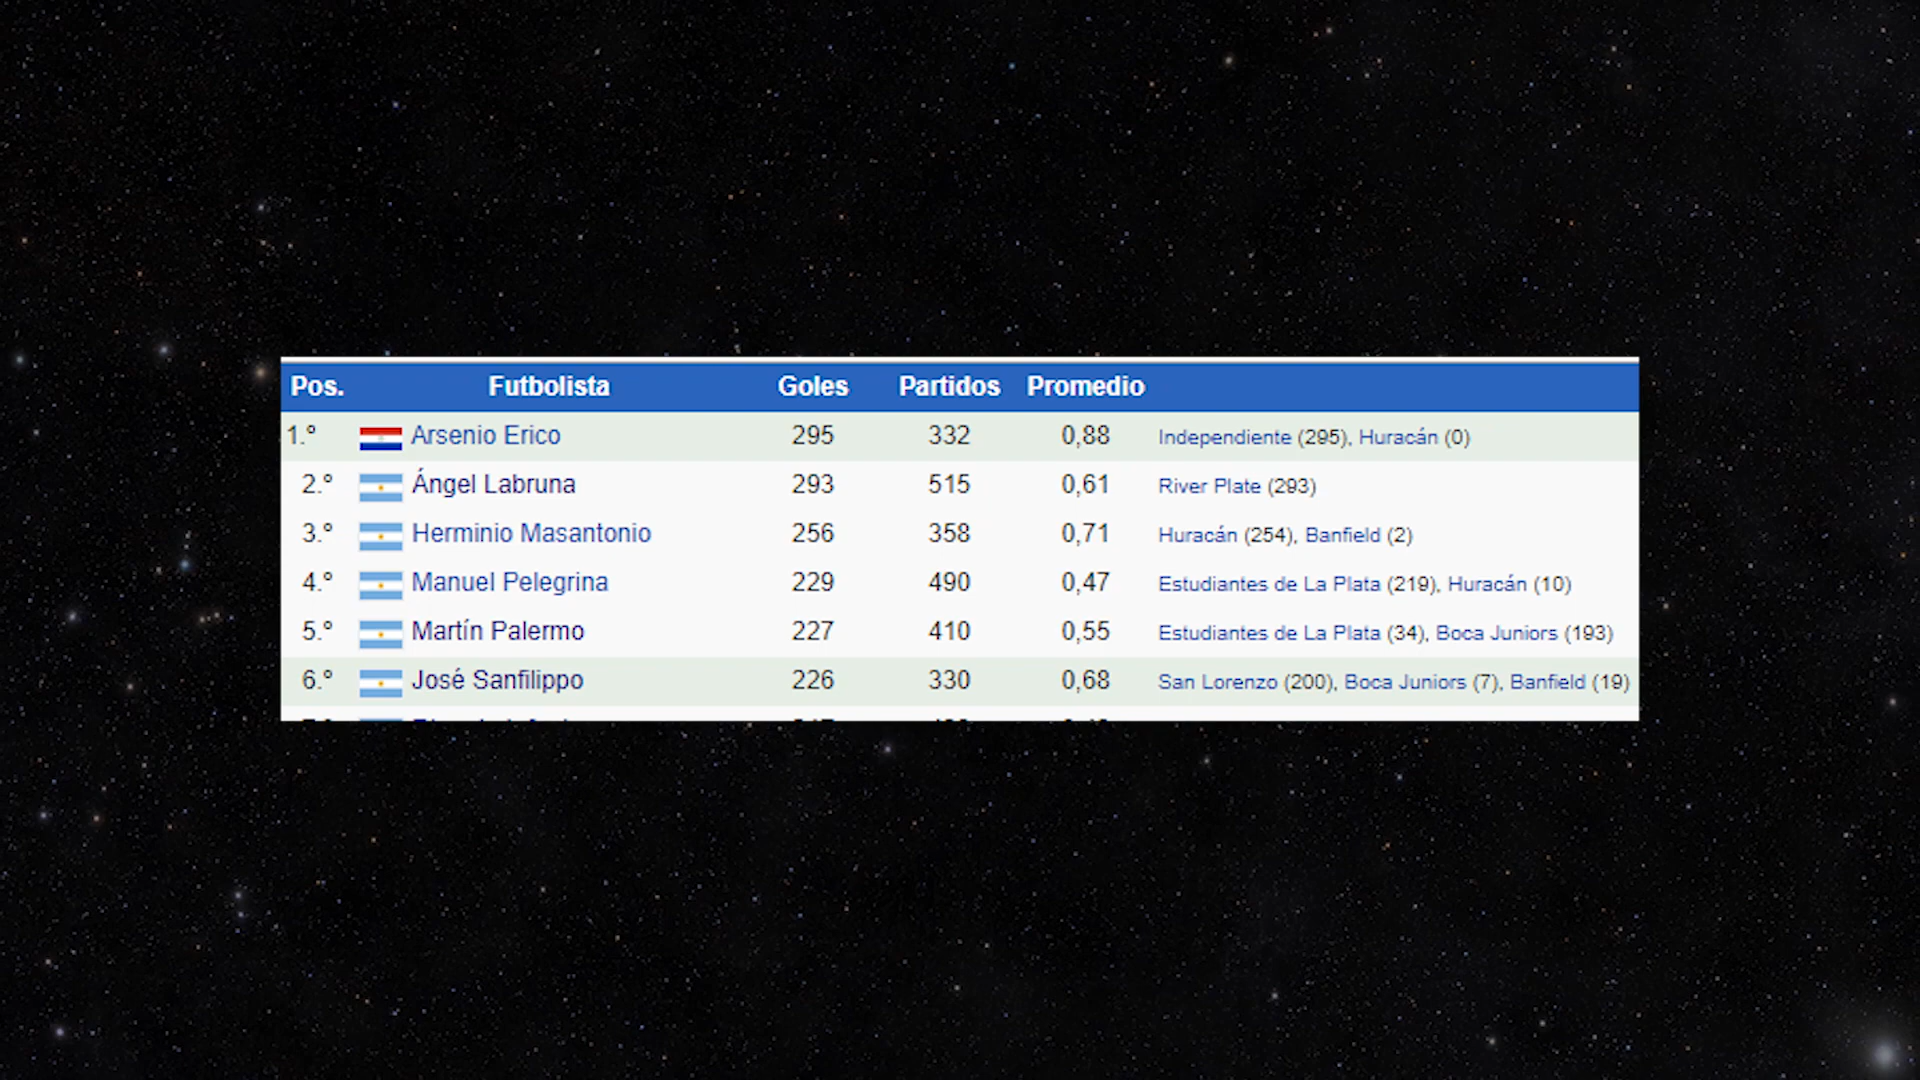 Pos. Futbolista Goles Partidos Promedio
1.º Arsenio Erico 295 332 0,88 Independiente (295), Huracán (0)
2.º Ángel Labruna 293 515 0,61 River Plate (293)
3.º Herminio Masantonio 256 358 0,71 Huracán (254), Banfield (2)
4.º Manuel Pelegrina 229 490 0,47 Estudiantes de La Plata (219), Huracán (10)
5.º Martín Palermo 227 410 0,55 Estudiantes de La Plata (34), Boca Juniors (193)
6.º José Sanfilippo 226 330 0,68 San Lorenzo (200), Boca Juniors (7), Banfield (19)